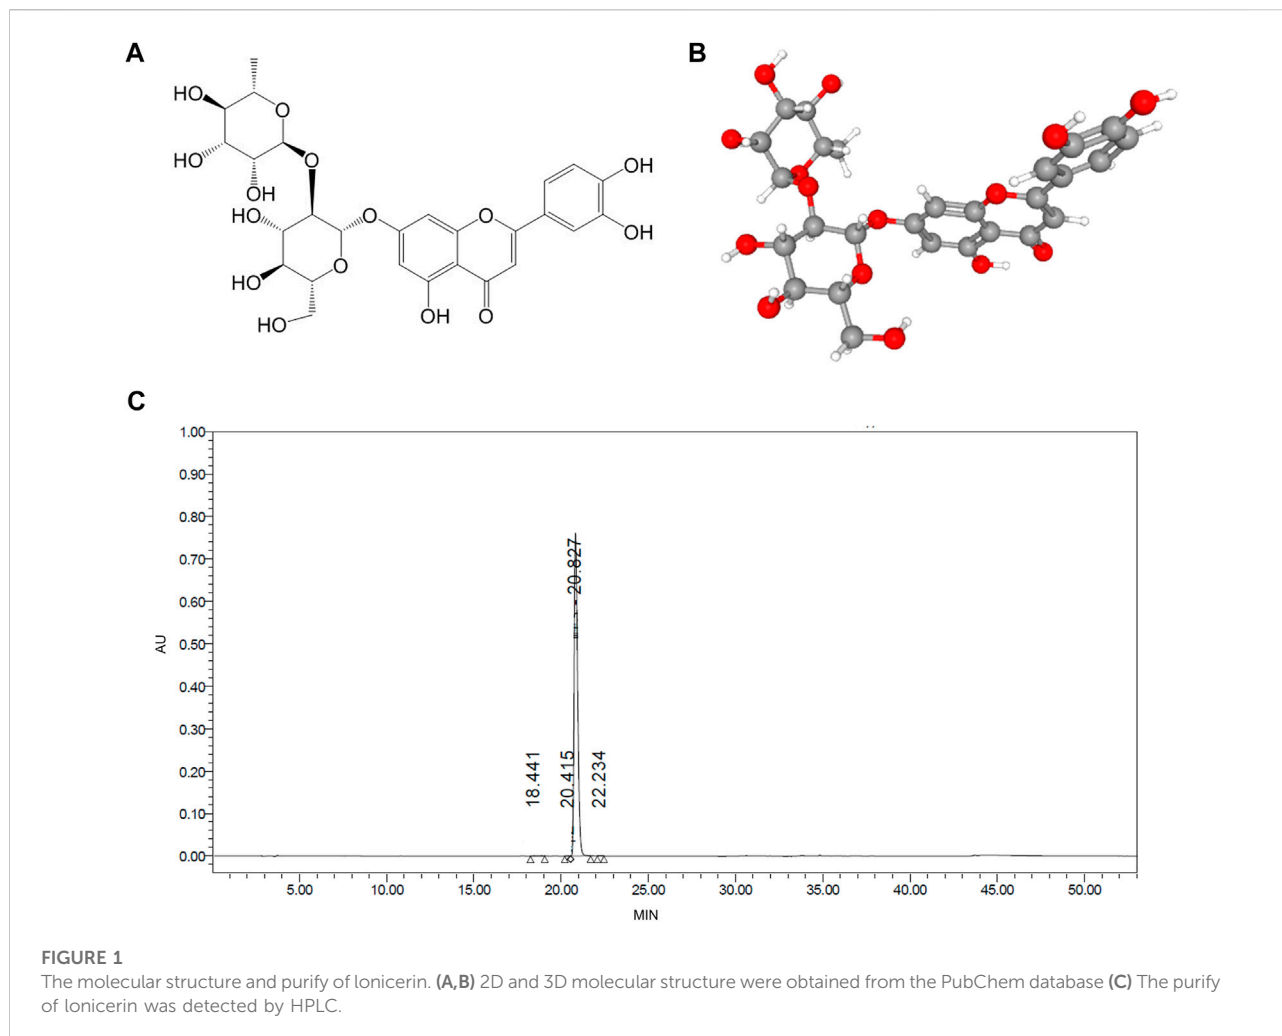 A
B
HO
O
HO
O
HO
OH
HO
O
O
OH
OH
HO
O
HO
OH
O
C
1.00
0.90
0.80
0.70
0.60
0.50
0.40
0.30
0.20
0.10
0.00
AU
18.441
20.415
20.827
22.234
5.00 10.00 15.00 20.00 25.00 30.00 35.00 40.00 45.00 50.00
MIN
FIGURE 1
The molecular structure and purify of lonicerin. (A,B) 2D and 3D molecular structure were obtained from the PubChem database (C) The purify
of lonicerin was detected by HPLC.